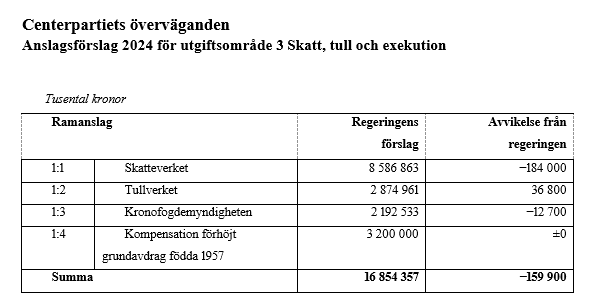 Centerpartiets överväganden
Anslagsförslag 2024 för utgiftsområde 3 Skatt, tull och exekution
Tusental kronor
Ramanslag Regeringens förslag Avvikelse från regeringen
1:1 Skatteverket 8 586 863 −184 000
1:2 Tullverket 2 874 961 36 800
1:3 Kronofogdemyndigheten 2 192 533 −12 700
1:4 Kompensation förhöjt 3 200 000 ±0
grundavdrag födda 1957
Summa 16 854 357 −159 900